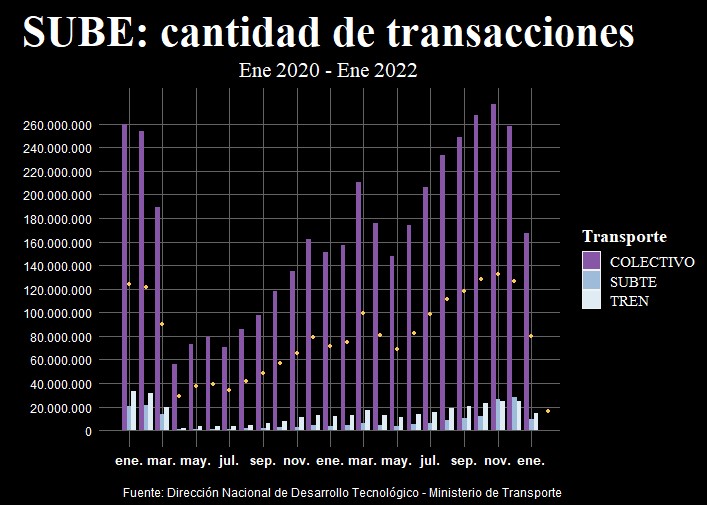 SUBE: cantidad de transacciones
Ene 2020 - Ene 2022
260.000.000
240.000.000
220.000.000
200.000.000
180.000.000
160.000.000
140.000.000
120.000.000
100.000.000
80.000.000
60.000.000
40.000.000
20.000.000
0
ene. mar. may. jul. sep. nov. ene. mar. may. jul. sep. nov. ene.
Transporte
COLECTIVO
SUBTE
TREN
Fuente: Dirección Nacional de Desarrollo Tecnológico - Ministerio de Transporte